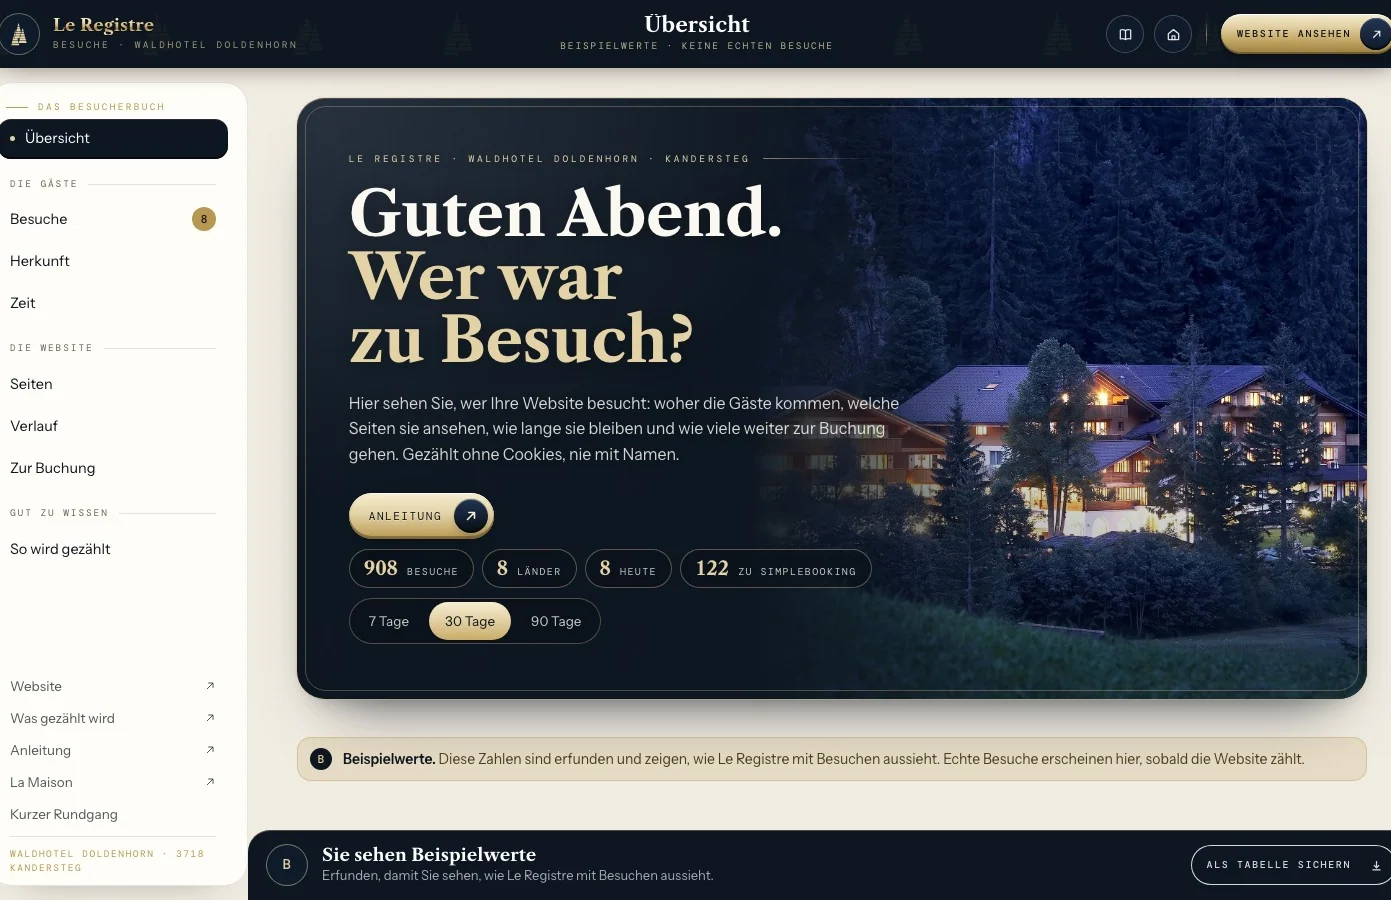 Le Registre
BESUCHE · WALDHOTEL DOLDENHORN
Übersicht
BEISPIELWERTE · KEINE ECHTEN BESUCHE
WEBSITE ANSEHEN
DAS BESUCHERBUCH
Übersicht
DIE GÄSTE
Besuche 8
Herkunft
Zeit
DIE WEBSITE
Seiten
Verlauf
Zur Buchung
GUT ZU WISSEN
So wird gezählt
Website
Was gezählt wird
Anleitung
La Maison
Kurzer Rundgang
WALDHOTEL DOLDENHORN · 3718
KANDERSTEG
LE REGISTRE · WALDHOTEL DOLDENHORN · KANDERSTEG
Guten Abend.
Wer war
zu Besuch?
Hier sehen Sie, wer Ihre Website besucht: woher die Gäste kommen, welche
Seiten sie ansehen, wie lange sie bleiben und wie viele weiter zur Buchung
gehen. Gezählt ohne Cookies, nie mit Namen.
ANLEITUNG
908 BESUCHE 8 LÄNDER 8 HEUTE 122 ZU SIMPLEBOOKING
7 Tage 30 Tage 90 Tage
B Beispielwerte. Diese Zahlen sind erfunden und zeigen, wie Le Registre mit Besuchen aussieht. Echte Besuche erscheinen hier, sobald die Website zählt.
B
Sie sehen Beispielwerte
Erfunden, damit Sie sehen, wie Le Registre mit Besuchen aussieht.
ALS TABELLE SICHERN